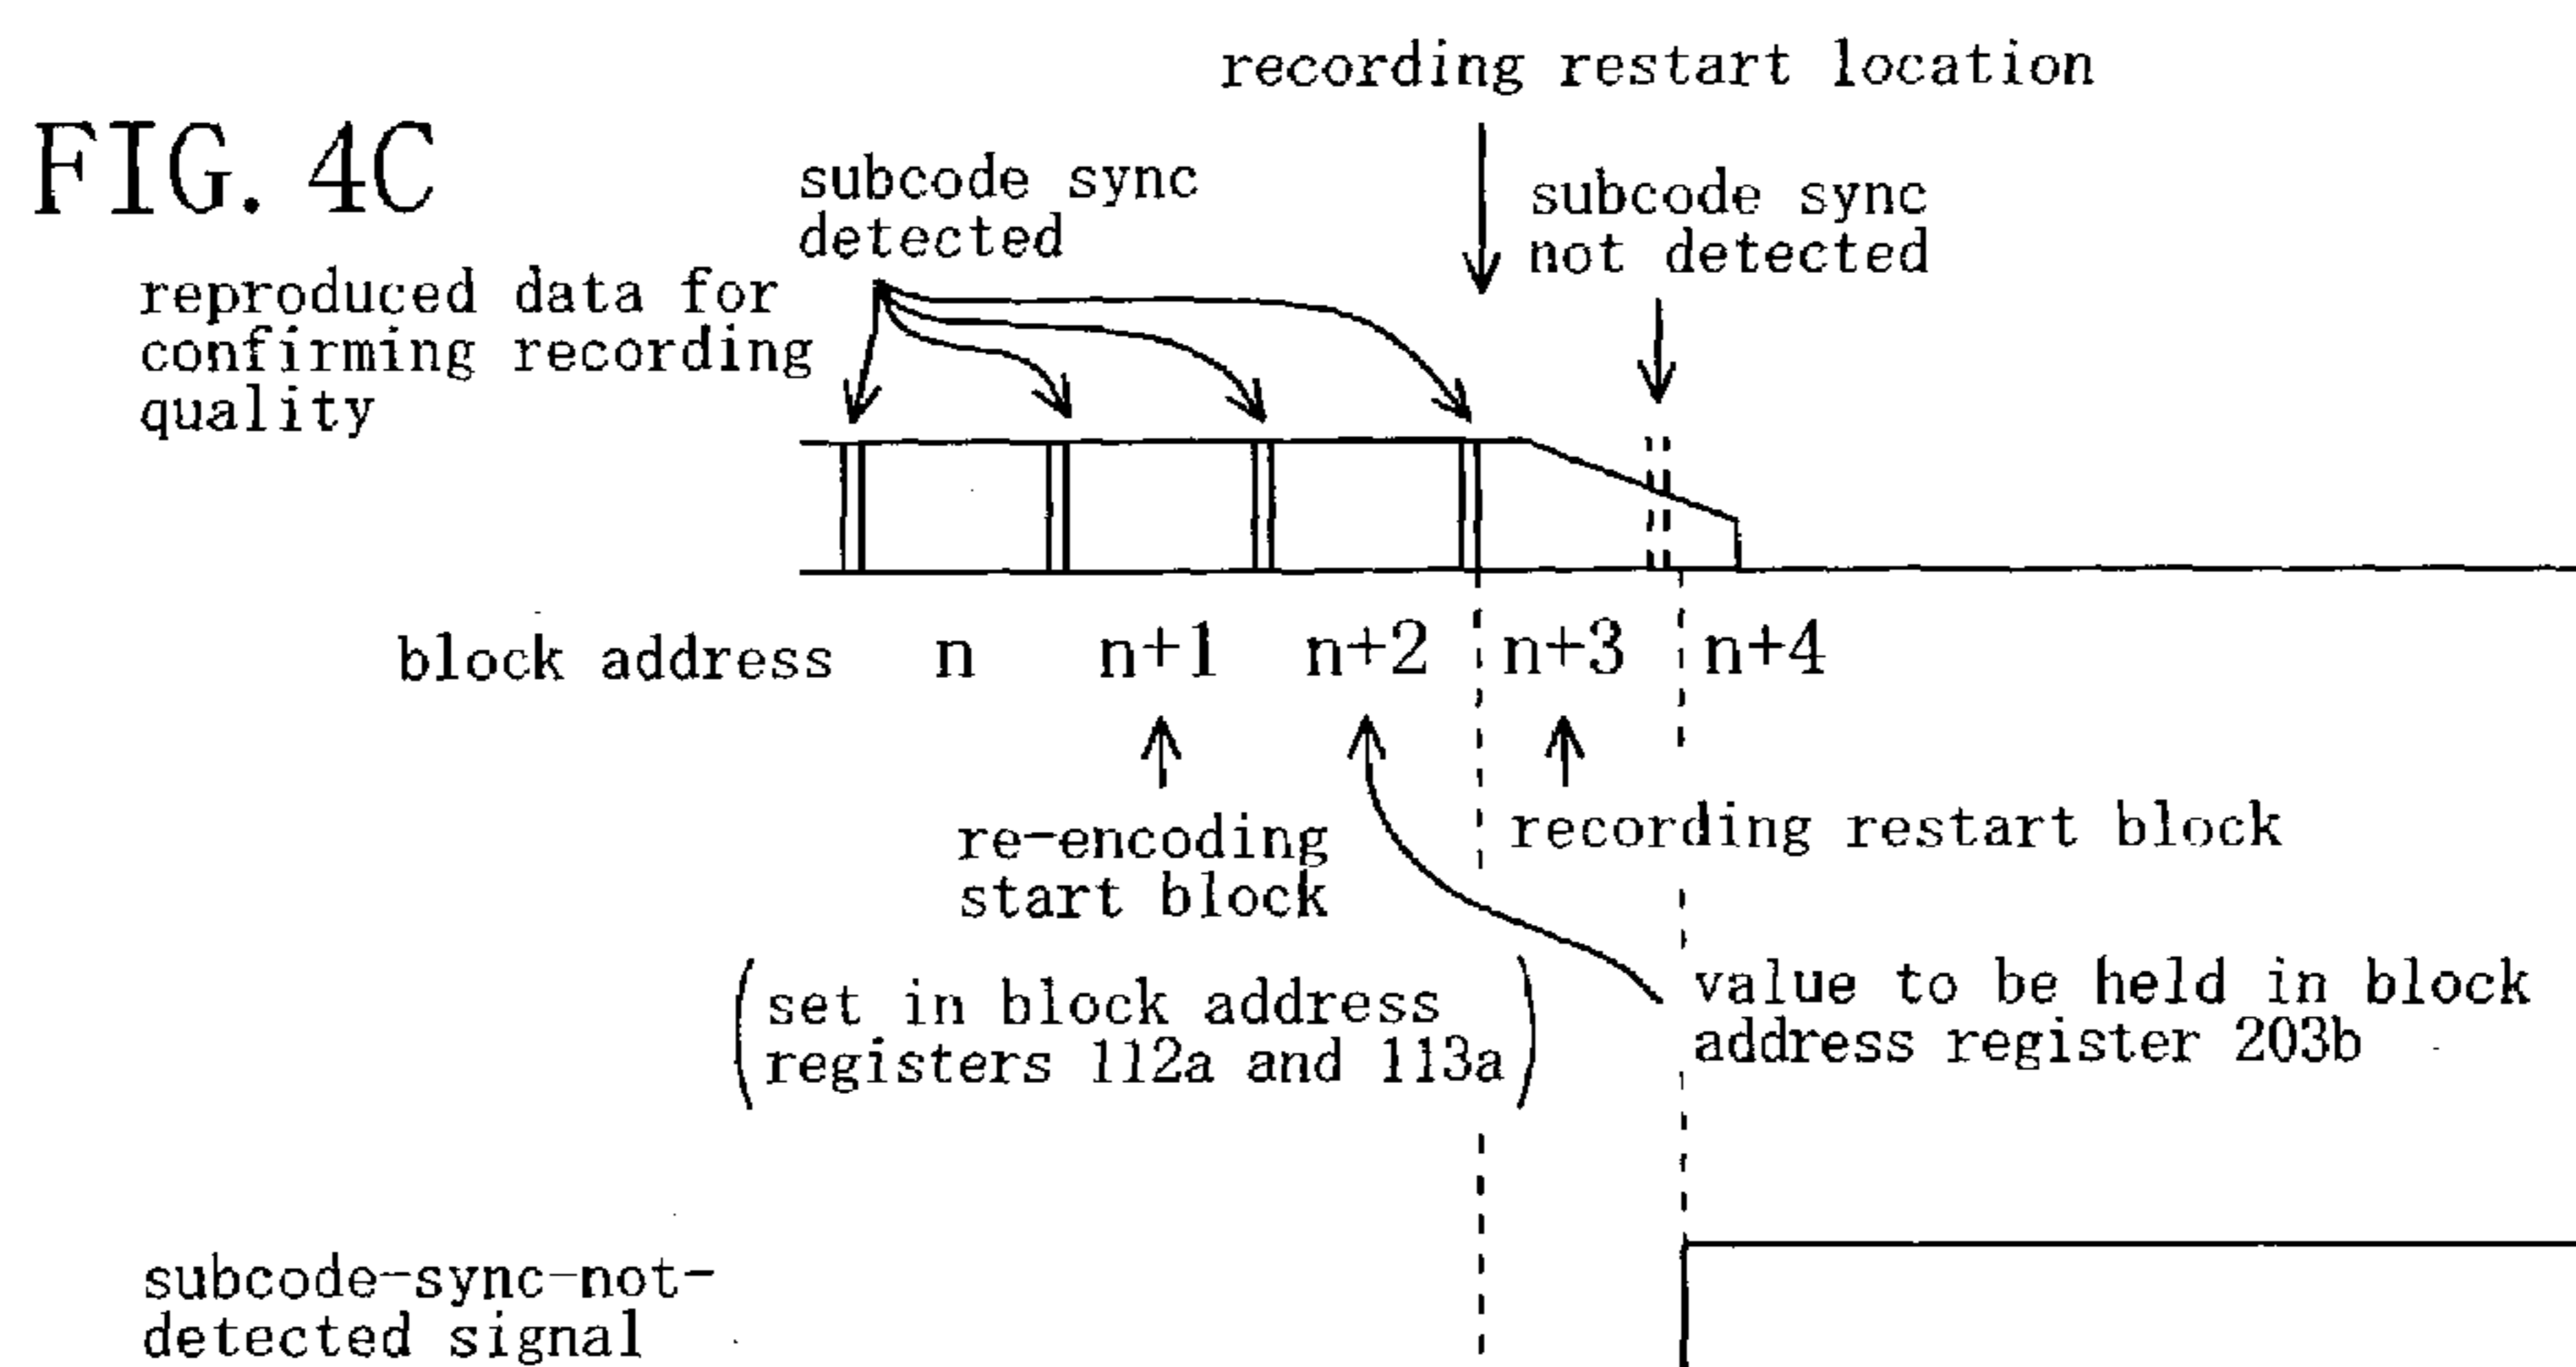 FIG. 4C
recording restart location
subcode sync
detected
subcode sync
not detected
reproduced data for
confirming recording
quality
block address n n+1 n+2 n+3 n+4
re-encoding
start block
recording restart block
set in block address
registers 112a and 113a
value to be held in block
address register 203b
subcode-sync-not-
detected signal